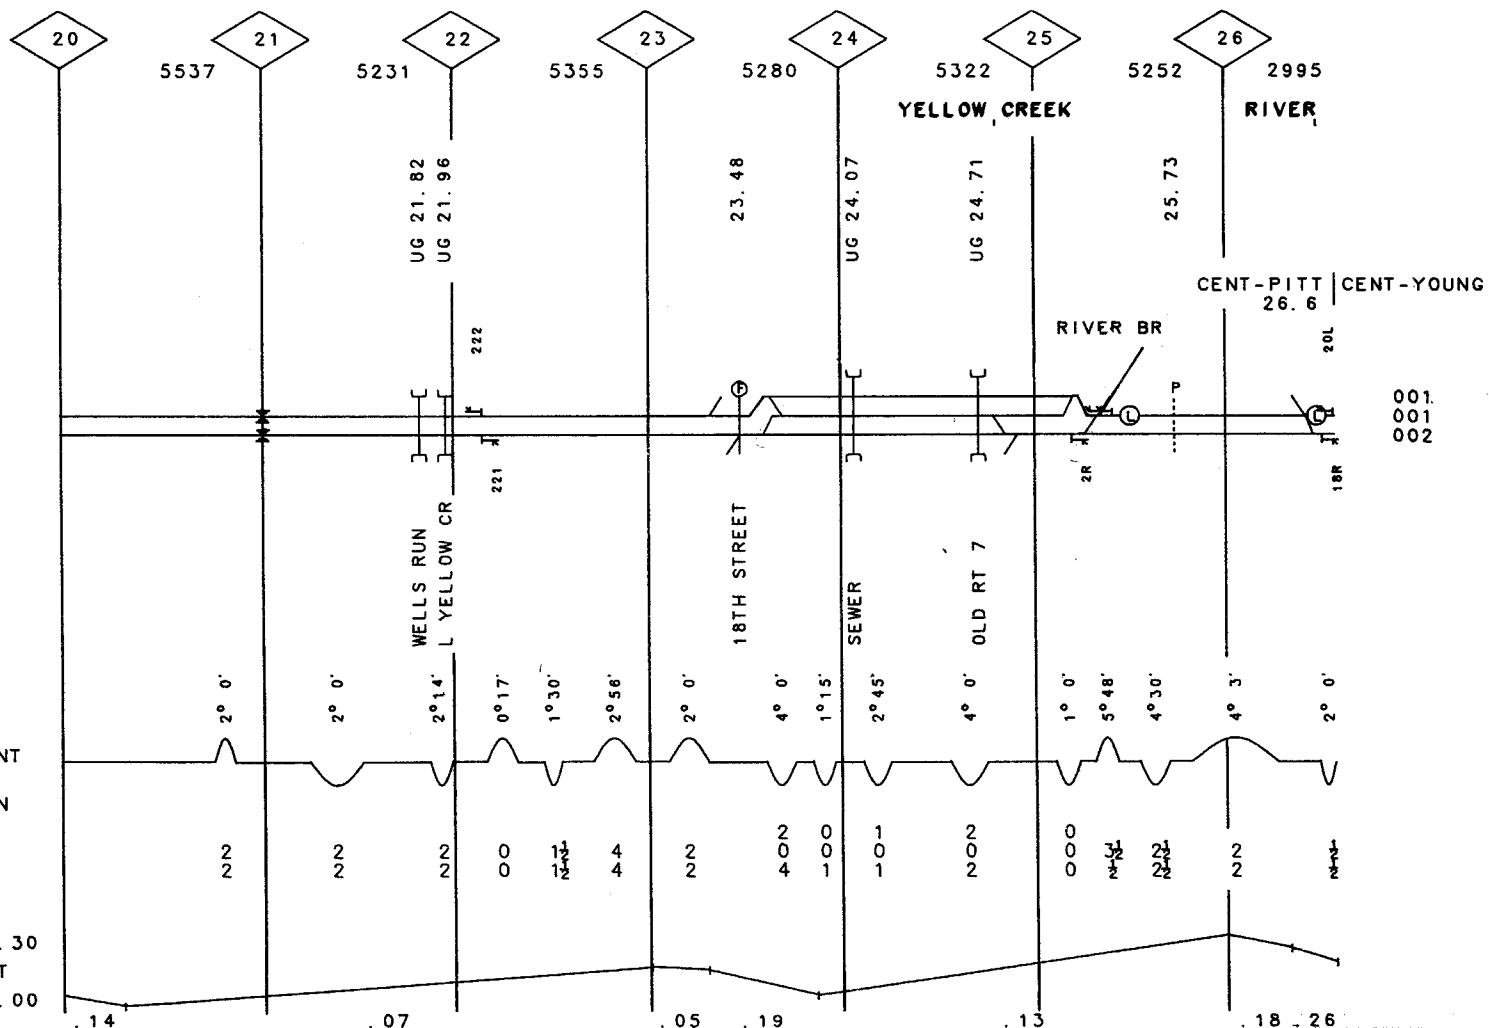 20 21 22 23 24 25 26
5537 5231 5355 5280 5322 5252 2995
YELLOW CREEK RIVER
UG 21.82
UG 21.96
23.48
UG 24.07
UG 24.71
25.73
CENT-PITT | CENT-YOUNG
26.6
222
RIVER BR
20L
F
P
L
001
001
002
221
2R
18R
WELLS RUN
L YELLOW CR
18TH STREET
SEWER
OLD RT 7
2° 0' 2° 0' 2°14' 0°17' 1°30' 2°56' 2° 0' 4° 0' 1°15' 2°45' 4° 0' 1° 0' 5°48' 4°30' 4° 3' 2° 0'
NT
N
2 0 1 2 0
2 2 2 0 1½ 4 2 0 0 0 0 0 3½ 2½ 2 ½
2 2 2 0 1½ 4 2 4 1 1 2 0 ½ 2½ 2 ½
.30
T
.00
.14 .07 .05 .19 .13 .18 .26